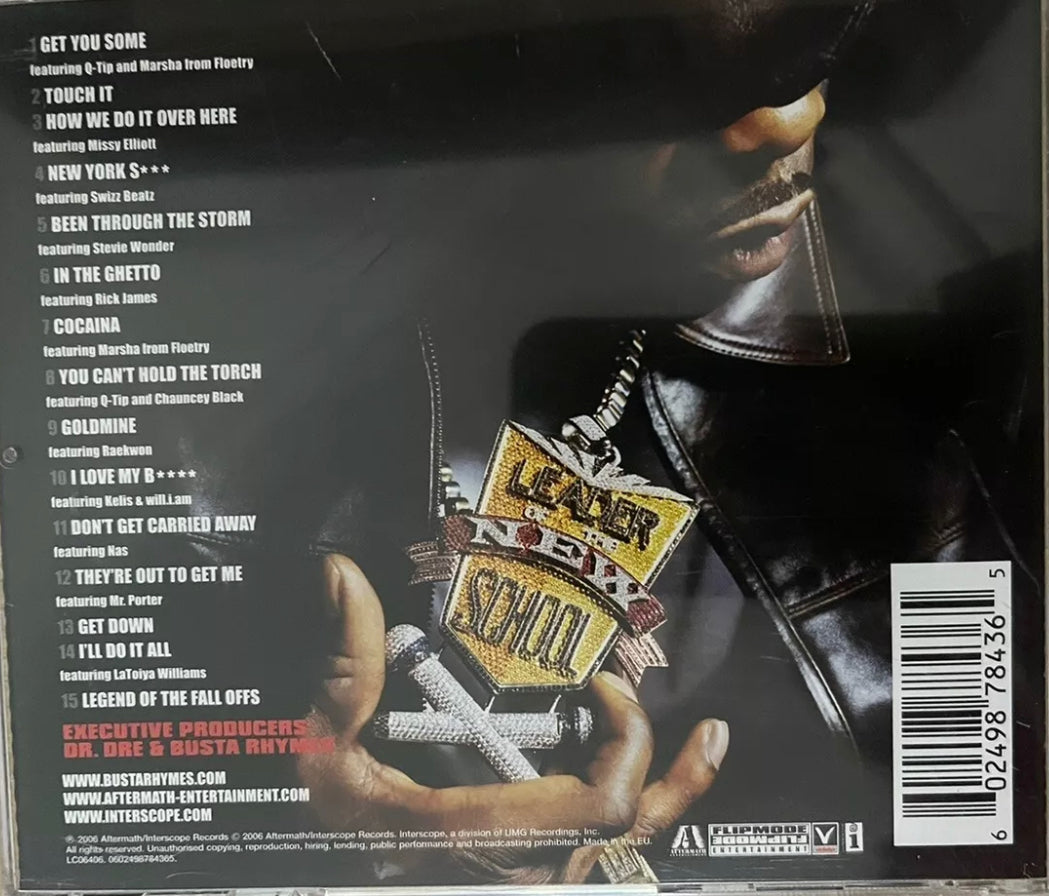 1 GET YOU SOME
featuring Q-Tip and Marsha from Floetry
2 TOUCH IT
3 HOW WE DO IT OVER HERE
featuring Missy Elliott
4 NEW YORK S***
featuring Swizz Beatz
5 BEEN THROUGH THE STORM
featuring Stevie Wonder
6 IN THE GHETTO
featuring Rick James
7 COCAINA
featuring Marsha from Floetry
8 YOU CAN'T HOLD THE TORCH
featuring Q-Tip and Chauncey Black
9 GOLDMINE
featuring Raekwon
10 I LOVE MY B****
featuring Kelis & will.i.am
11 DON'T GET CARRIED AWAY
featuring Nas
12 THEY'RE OUT TO GET ME
featuring Mr. Porter
13 GET DOWN
14 I'LL DO IT ALL
featuring LaToiya Williams
15 LEGEND OF THE FALL OFFS
EXECUTIVE PRODUCERS
DR. DRE & BUSTA RHYMES
WWW.BUSTARHYMES.COM
WWW.AFTERMATH-ENTERTAINMENT.COM
WWW.INTERSCOPE.COM
℗ 2006 Aftermath/Interscope Records © 2006 Aftermath/Interscope Records. Interscope, a division of UMG Recordings, Inc.
All rights reserved. Unauthorised copying, reproduction, hiring, lending, public performance and broadcasting prohibited. Made in the EU.
LC06406. 0602498784365.
LEADER
OF THE
N.E.W
SCHOOL
AFTERMATH
FLIPMODE
ENTERTAINMENT
i
6 02498 78436 5